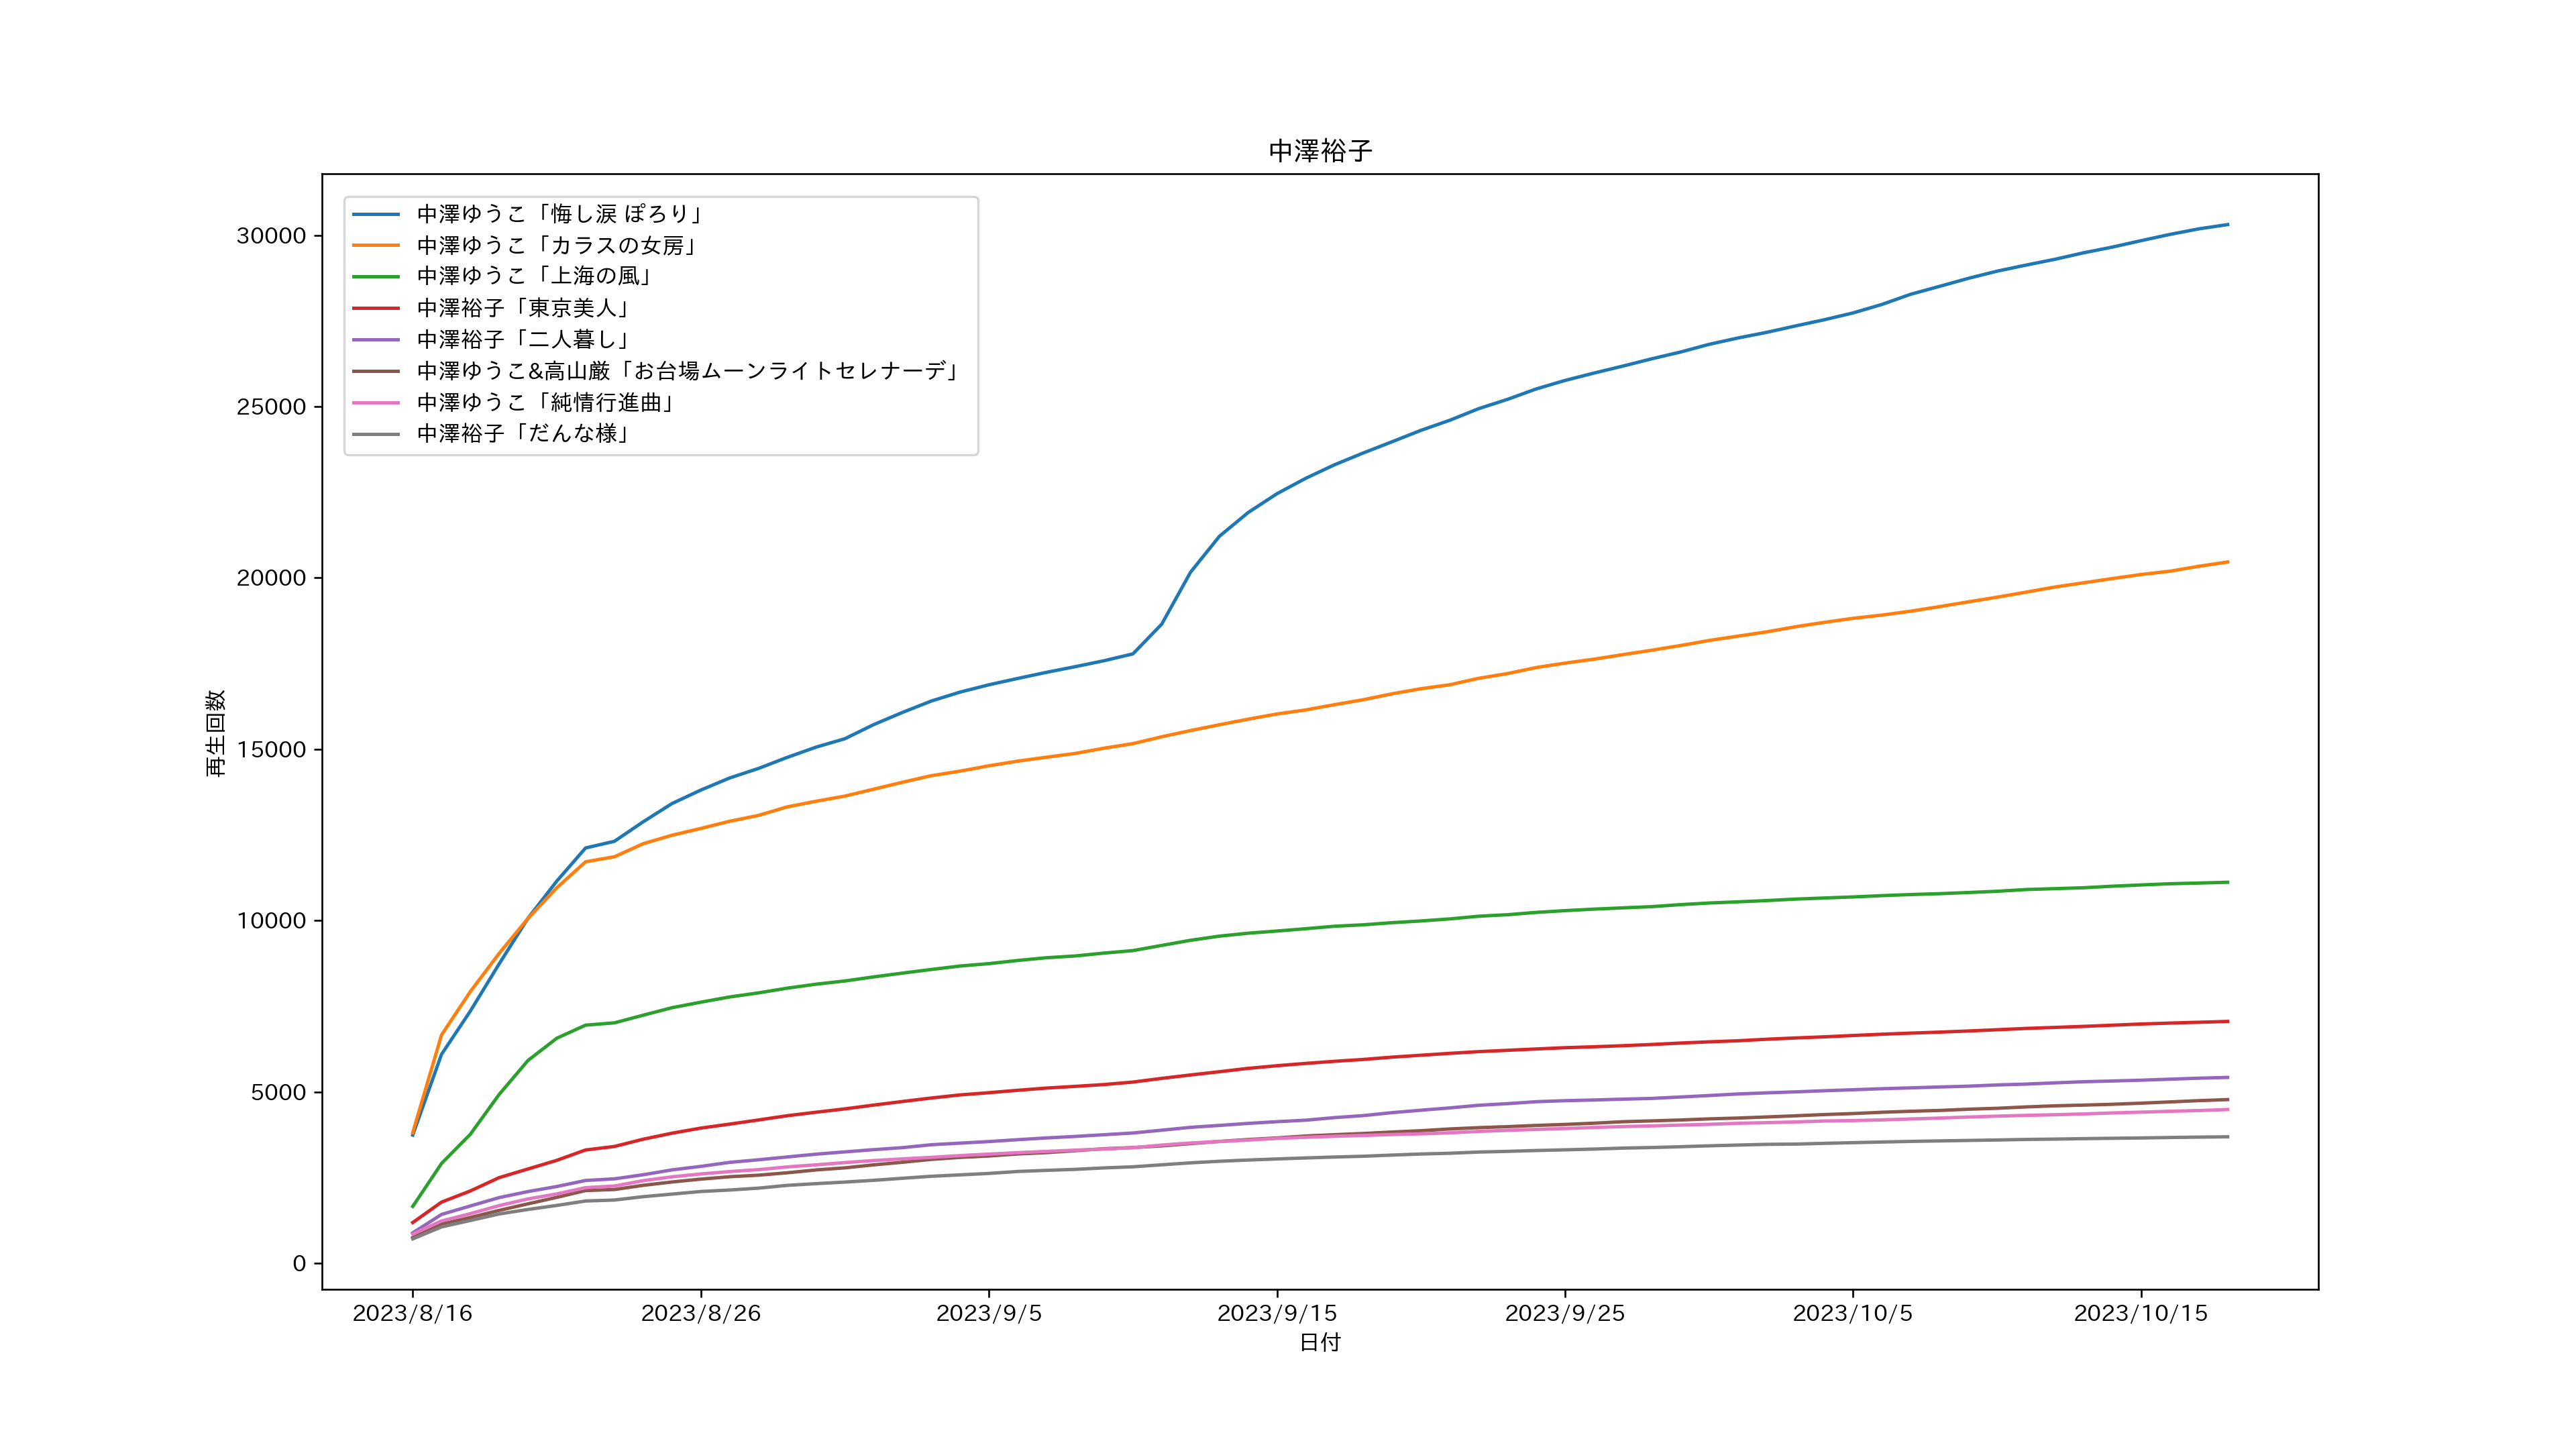 中澤裕子
中澤ゆうこ「悔し涙 ぽろり」
中澤ゆうこ「カラスの女房」
中澤ゆうこ「上海の風」
中澤裕子「東京美人」
中澤裕子「二人暮し」
中澤ゆうこ&高山厳「お台場ムーンライトセレナーデ」
中澤ゆうこ「純情行進曲」
中澤裕子「だんな様」
30000
25000
20000
15000
10000
5000
0
再生回数
2023/8/16 2023/8/26 2023/9/5 2023/9/15 2023/9/25 2023/10/5 2023/10/15
日付